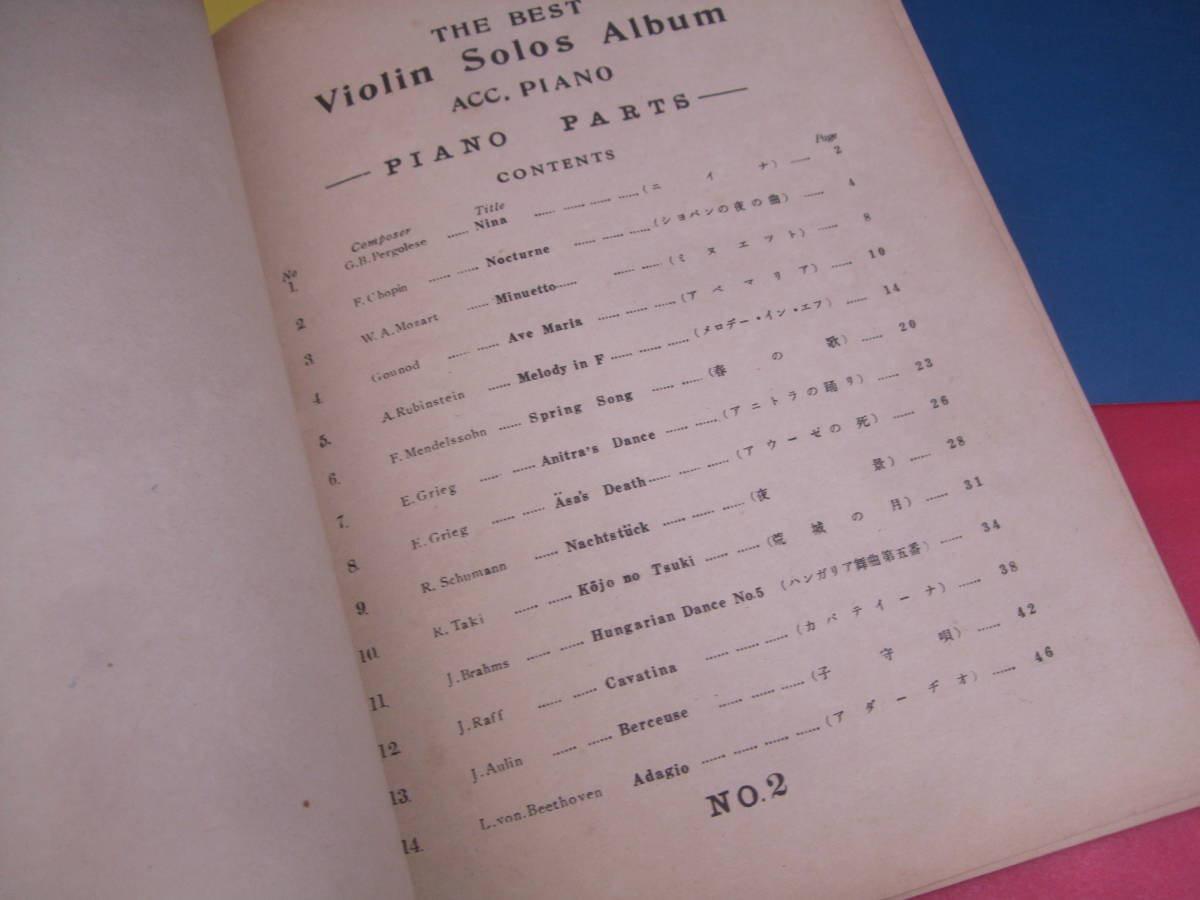 THE BEST
Violin Solos Album
ACC. PIANO
— PIANO PARTS —
CONTENTS
No Composer Title Page
1. G.B.Pergolese ...... Nina ...... ...... ...... ......(ニイナ) — 2
2 F.Chopin ...... ...... Nocturne ...... ...... ......(ショパンの夜の曲) ...... 4
3 W.A.Mozart ...... Minuetto...... ...... ......(ミヌエット) ...... 8
4 Gounod ...... ...... Ave Maria ...... ...... ......(アベマリア) ...... 10
5. A.Rubinstein ...... Melody in F ...... ...... ......(メロデー・イン・エフ) ...... 14
6. F.Mendelssohn ...... Spring Song ...... ......(春の歌) ...... 20
7. E.Grieg ...... ...... Anitra's Dance ...... ......(アニトラの踊り) ...... 23
8. E.Grieg ...... ...... Äsa's Death...... ...... ......(アウーゼの死) ...... 26
9. R.Schumann ...... Nachtstück ...... ...... ......(夜景) ...... 28
10. K.Taki ...... ...... Kōjo no Tsuki ...... ......(荒城の月) ...... 31
11. J.Brahms ...... ...... Hungarian Dance No.5 (ハンガリア舞曲第五番) ...... 34
12 J.Raff ...... ...... Cavatina ...... ...... ......(カバテイーナ) ...... 38
13. J.Aulin ...... ...... Berceuse ...... ...... ......(子守唄) ...... 42
14. L.von.Beethoven Adagio ...... ...... ...... ......(アダーヂオ) ...... 46
NO.2